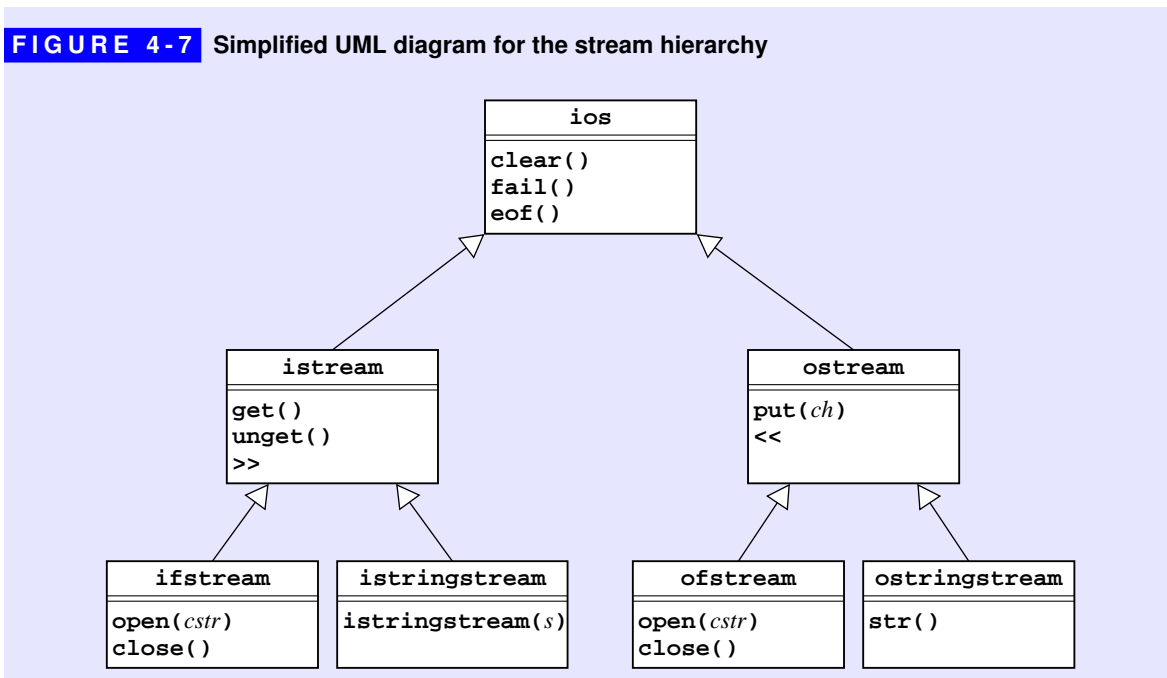 FIGURE 4-7 Simplified UML diagram for the stream hierarchy
ios
clear()
fail()
eof()
istream
get()
unget()
>>
ostream
put(ch)
<<
ifstream
open(cstr)
close()
istringstream
istringstream(s)
ofstream
open(cstr)
close()
ostringstream
str()